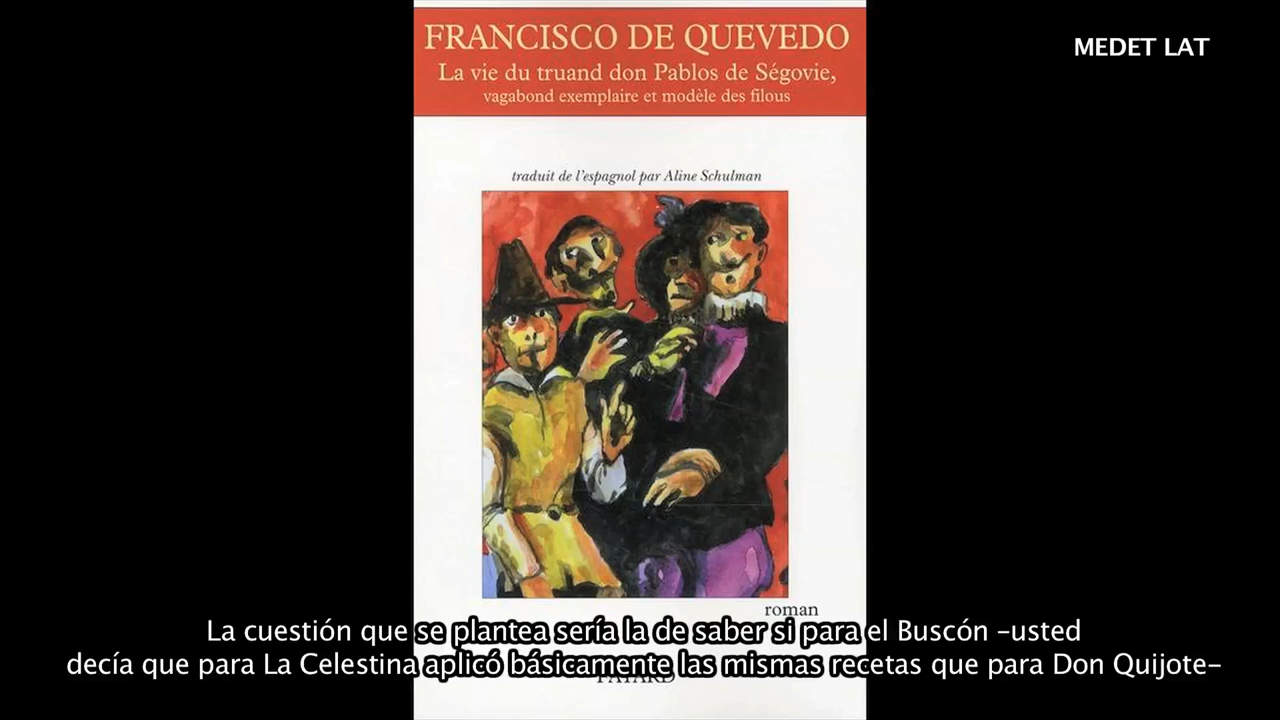 FRANCISCO DE QUEVEDO
MEDET LAT
La vie du truand don Pablos de Ségovie,
vagabond exemplaire et modèle des filous
traduit de l'espagnol par Aline Schulman
roman
La cuestión que se plantea sería la de saber si para el Buscón –usted
decía que para La Celestina aplicó básicamente las mismas recetas que para Don Quijote–
FAYARD